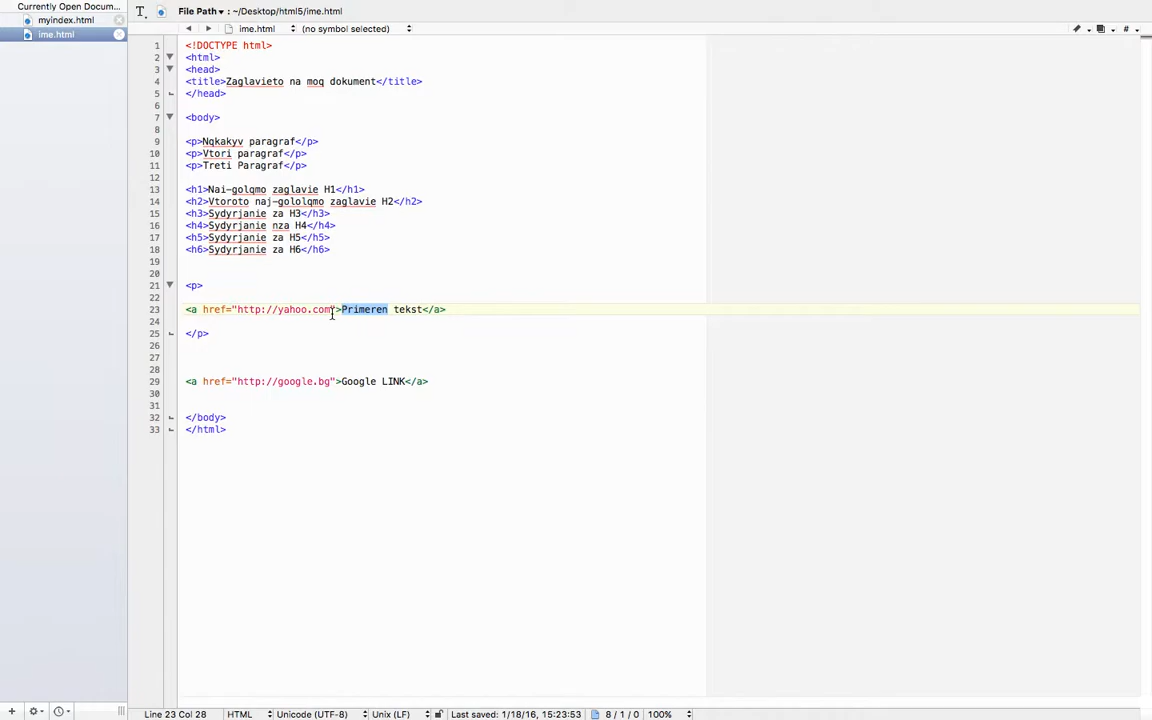 Currently Open Docum...
myindex.html
ime.html
File Path ▾ : ~/Desktop/html5/ime.html
ime.html
(no symbol selected)
1 <!DOCTYPE html>
2 <html>
3 <head>
4 <title>Zaglavieto na moq dokument</title>
5 </head>
6
7 <body>
8
9 <p>Nqkakyv paragraf</p>
10 <p>Vtori paragraf</p>
11 <p>Treti Paragraf</p>
12
13 <h1>Nai-golqmo zaglavie H1</h1>
14 <h2>Vtoroto naj-gololqmo zaglavie H2</h2>
15 <h3>Sydyrjanie za H3</h3>
16 <h4>Sydyrjanie nza H4</h4>
17 <h5>Sydyrjanie za H5</h5>
18 <h6>Sydyrjanie za H6</h6>
19
20
21 <p>
22
23 <a href="http://yahoo.com">Primeren tekst</a>
24
25 </p>
26
27
28
29 <a href="http://google.bg">Google LINK</a>
30
31
32 </body>
33 </html>
Line 23 Col 28 HTML Unicode (UTF-8) Unix (LF) Last saved: 1/18/16, 15:23:53 8 / 1 / 0 100%